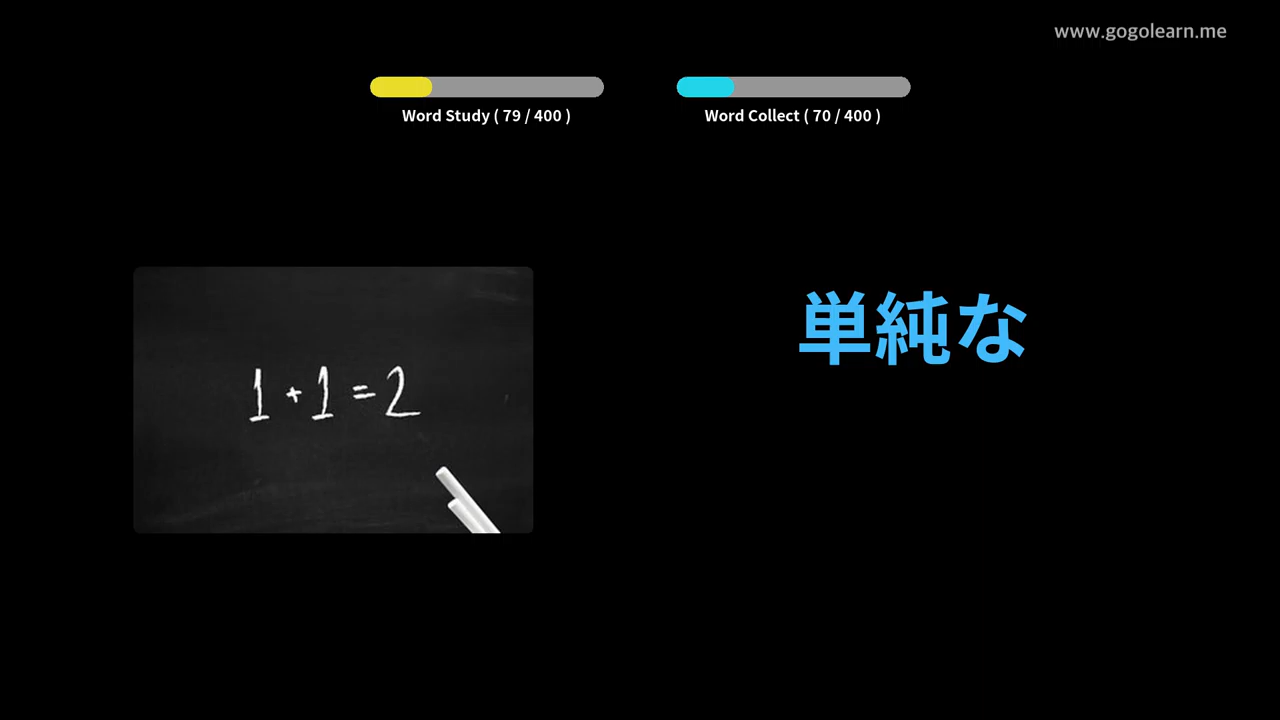 www.gogolearn.me
Word Study ( 79 / 400 )
Word Collect ( 70 / 400 )
単純な
1 + 1 = 2